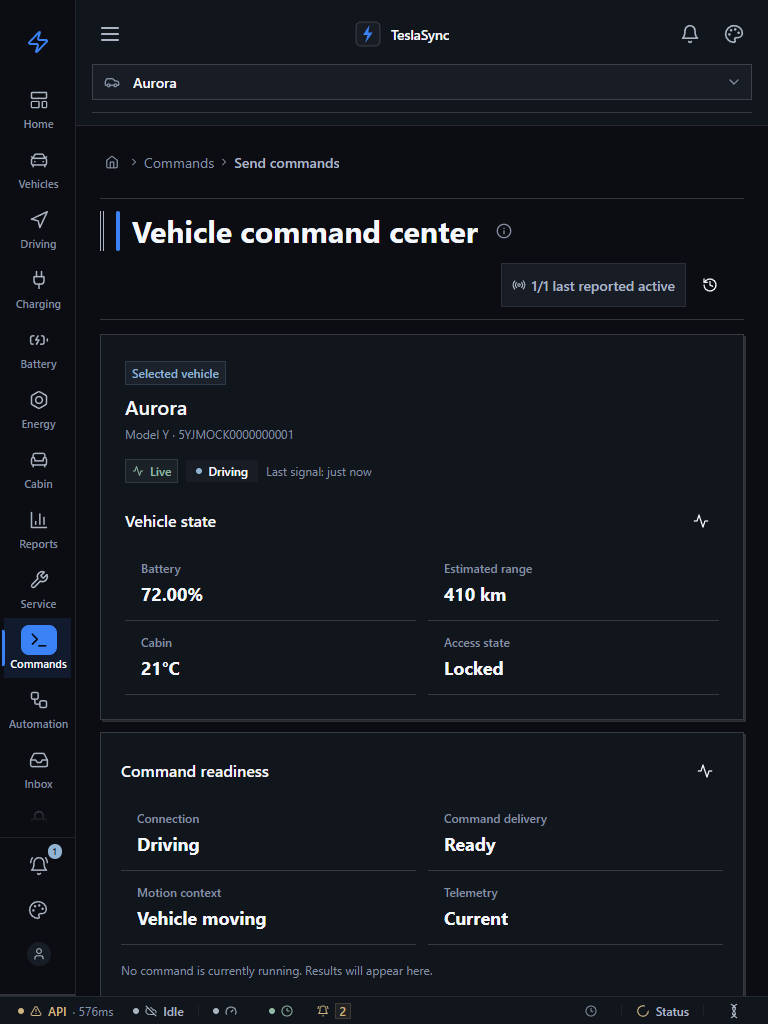 TeslaSync
Aurora
Home
Vehicles
Driving
Charging
Battery
Energy
Cabin
Reports
Service
Commands
Automation
Inbox
1
Commands
Send commands
Vehicle command center
1/1 last reported active
Selected vehicle
Aurora
Model Y · 5YJMOCK0000000001
Live
Driving
Last signal: just now
Vehicle state
Battery
72.00%
Estimated range
410 km
Cabin
21°C
Access state
Locked
Command readiness
Connection
Driving
Command delivery
Ready
Motion context
Vehicle moving
Telemetry
Current
No command is currently running. Results will appear here.
API · 576ms
Idle
2
Status